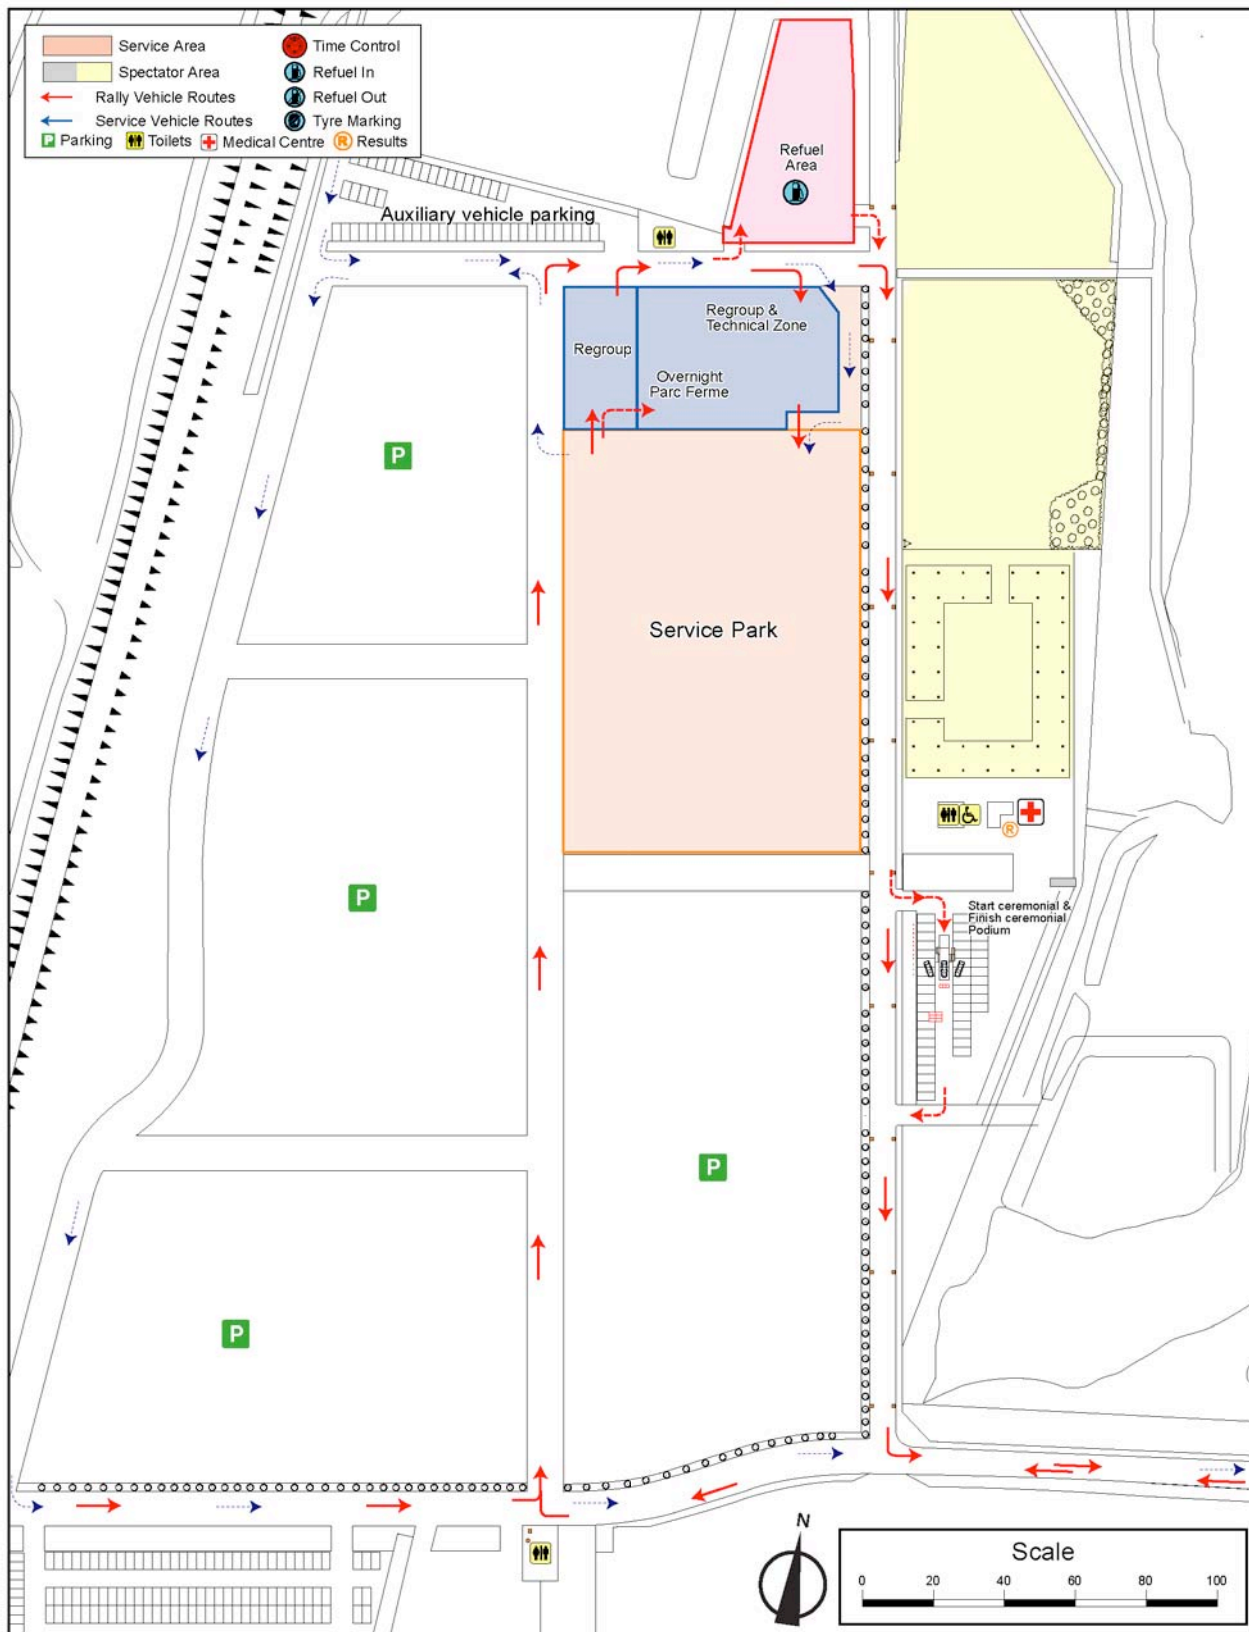 Service Area
Time Control
Spectator Area
Refuel In
Rally Vehicle Routes
Refuel Out
Service Vehicle Routes
Tyre Marking
P Parking
Toilets
Medical Centre
R Results
Refuel
Area
Auxiliary vehicle parking
Regroup &
Technical Zone
Regroup
Overnight
Parc Ferme
P
Service Park
R
P
Start ceremonial &
Finish ceremonial
Podium
P
P
N
Scale
0 20 40 60 80 100